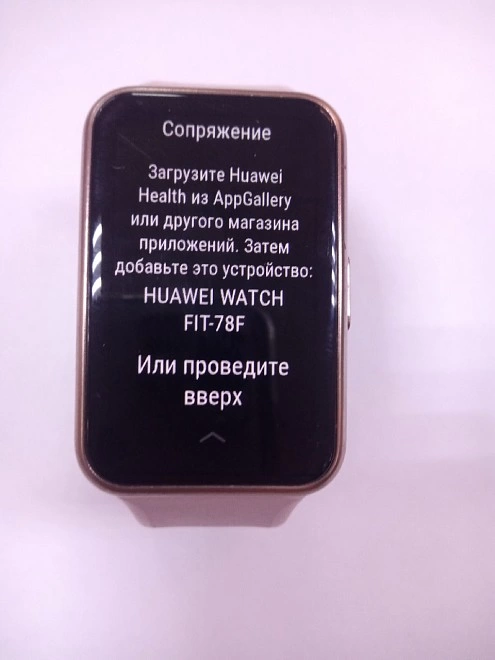 Сопряжение
Загрузите Huawei
Health из AppGallery
или другого магазина
приложений. Затем
добавьте это устройство:
HUAWEI WATCH
FIT-78F
Или проведите
вверх